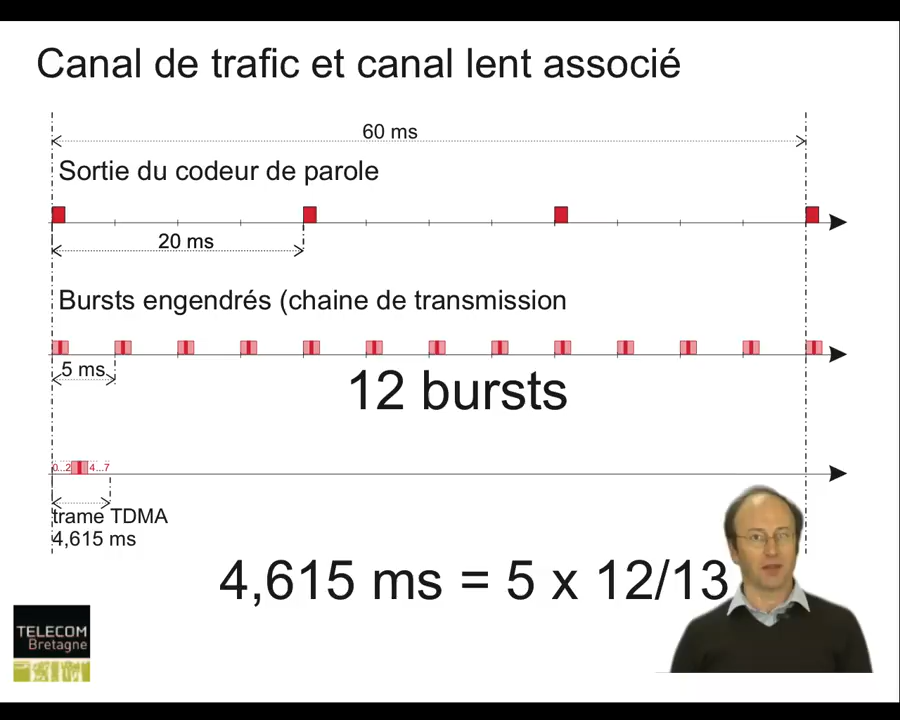 Canal de trafic et canal lent associé
60 ms
Sortie du codeur de parole
20 ms
Bursts engendrés (chaine de transmission
5 ms
12 bursts
0...2 4...7
trame TDMA
4,615 ms
4,615 ms = 5 x 12/13
TELECOM
Bretagne